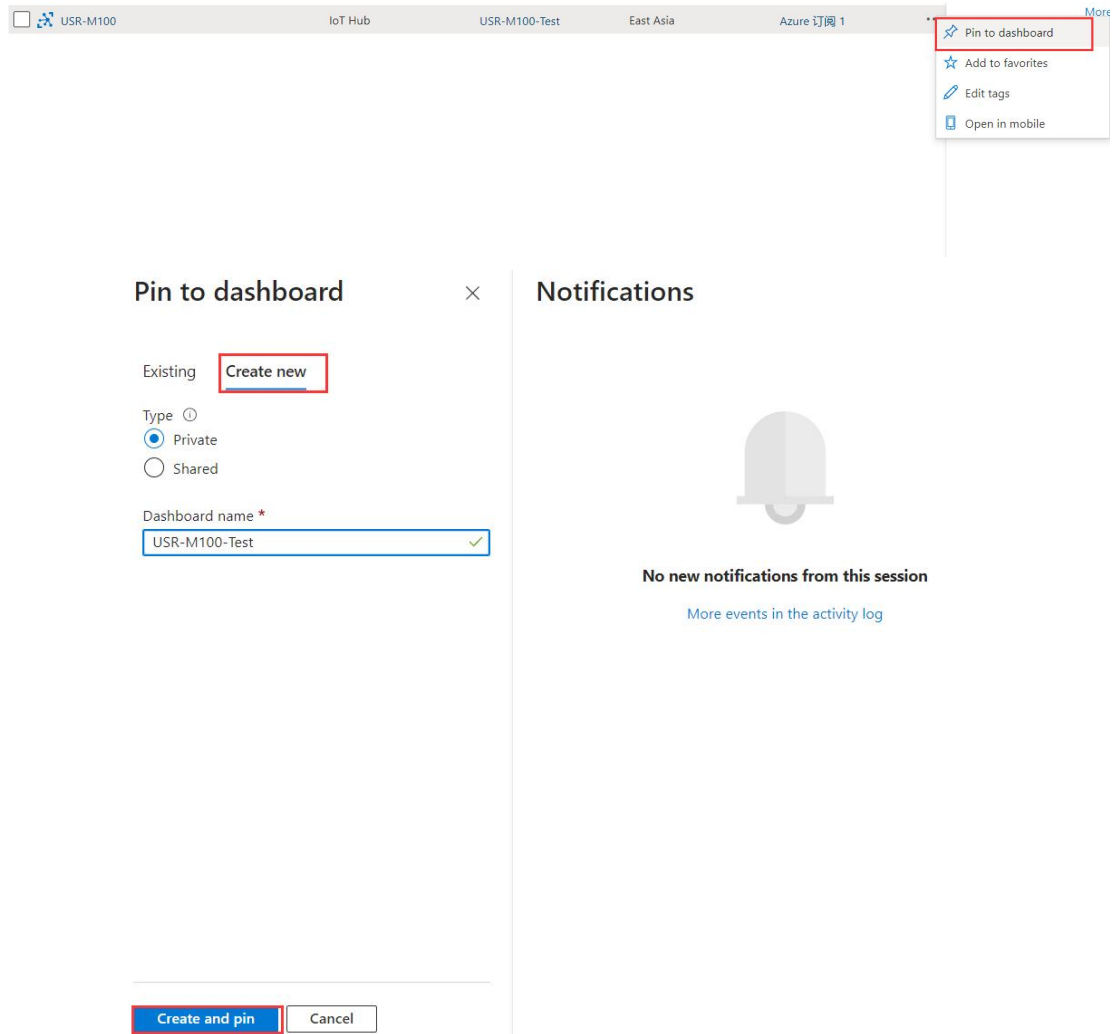 USR-M100 IoT Hub USR-M100-Test East Asia Azure 订阅 1 ...
More
Pin to dashboard
Add to favorites
Edit tags
Open in mobile
Pin to dashboard
Existing Create new
Type
Private
Shared
Dashboard name *
USR-M100-Test
Create and pin Cancel
Notifications
No new notifications from this session
More events in the activity log